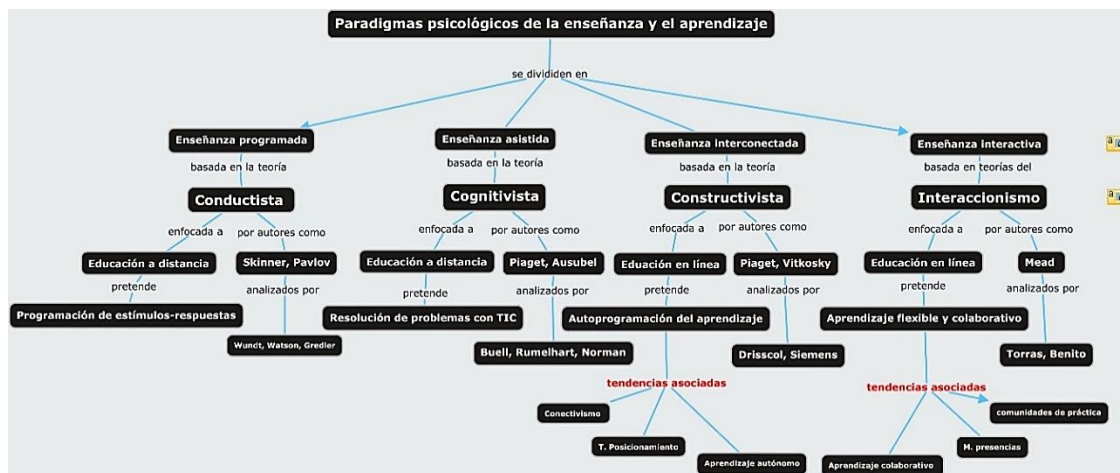 Paradigmas psicológicos de la enseñanza y el aprendizaje
se dividen en
Enseñanza programada
Enseñanza asistida
Enseñanza interconectada
Enseñanza interactiva
basada en la teoría
basada en la teoría
basada en la teoría
basada en teorías del
Conductista
Cognitivista
Constructivista
Interaccionismo
enfocada a
por autores como
enfocada a
por autores como
enfocada a
por autores como
enfocada a
por autores como
Educación a distancia
Skinner, Pavlov
Educación a distancia
Piaget, Ausubel
Eduación en línea
Piaget, Vitkosky
Educación en línea
Mead
pretende
analizados por
pretende
analizados por
pretende
analizados por
pretende
analizados por
Programación de estímulos-respuestas
Wundt, Watson, Gredler
Resolución de problemas con TIC
Buell, Rumelhart, Norman
Autoprogramación del aprendizaje
Drisscol, Siemens
Aprendizaje flexible y colaborativo
Torras, Benito
tendencias asociadas
tendencias asociadas
Conectivismo
T. Posicionamiento
Aprendizaje autónomo
comunidades de práctica
M. presencias
Aprendizaje colaborativo